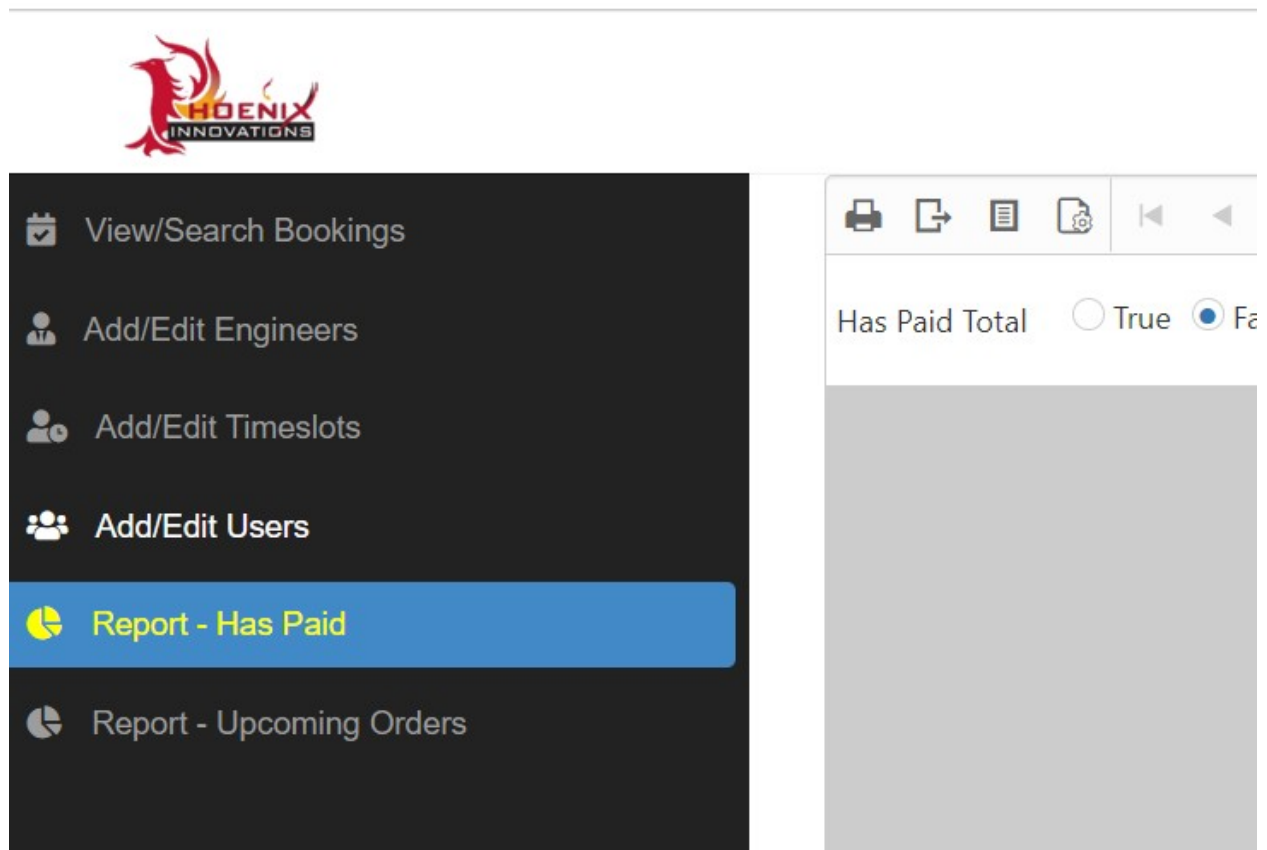 PHOENIX
INNOVATIONS
View/Search Bookings
Add/Edit Engineers
Add/Edit Timeslots
Add/Edit Users
Report - Has Paid
Report - Upcoming Orders
Has Paid Total True Fa